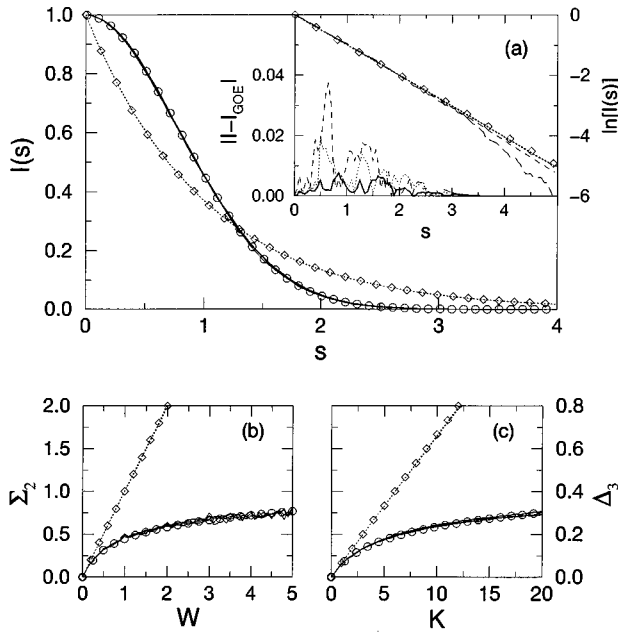 1.0
0.8
0.6
0.4
0.2
0.0
I(s)
0 1 2 3 4
s
(a)
0.04
0.02
0.00
|I−I_GOE|
0 1 2 3 4
s
0
−2
−4
−6
ln[I(s)]
2.0
1.5
1.0
0.5
0.0
Σ₂
(b)
0 1 2 3 4 5
W
(c)
0 5 10 15 20
K
0.8
0.6
0.4
0.2
0.0
Δ₃